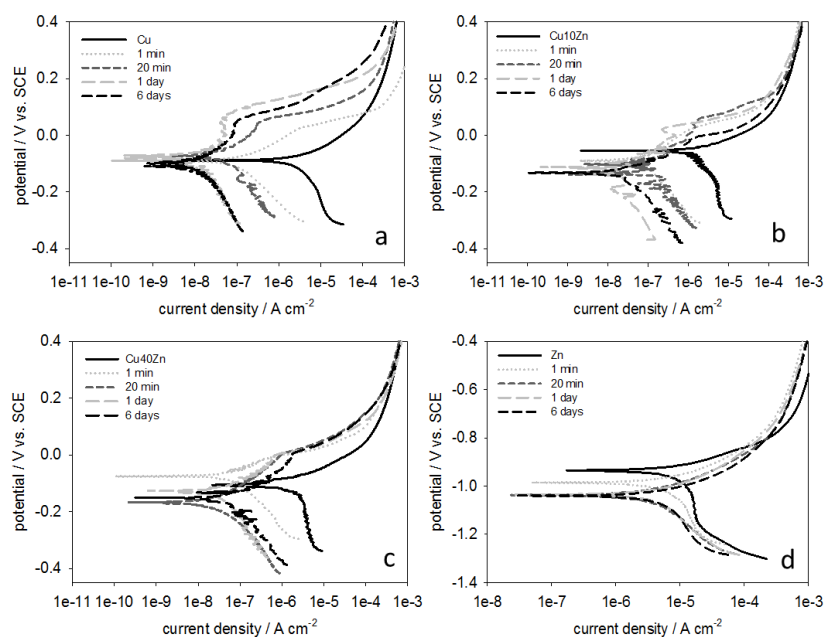 0.4
0.2
0.0
-0.2
-0.4
potential / V vs. SCE
Cu
1 min
20 min
1 day
6 days
a
1e-11 1e-10 1e-9 1e-8 1e-7 1e-6 1e-5 1e-4 1e-3
current density / A cm-2
0.4
0.2
0.0
-0.2
-0.4
potential / V vs. SCE
Cu10Zn
1 min
20 min
1 day
6 days
b
1e-11 1e-10 1e-9 1e-8 1e-7 1e-6 1e-5 1e-4 1e-3
current density / A cm-2
0.4
0.2
0.0
-0.2
-0.4
potential / V vs. SCE
Cu40Zn
1 min
20 min
1 day
6 days
c
1e-11 1e-10 1e-9 1e-8 1e-7 1e-6 1e-5 1e-4 1e-3
current density / A cm-2
-0.4
-0.6
-0.8
-1.0
-1.2
-1.4
potential / V vs. SCE
Zn
1 min
20 min
1 day
6 days
d
1e-8 1e-7 1e-6 1e-5 1e-4 1e-3
current density / A cm-2